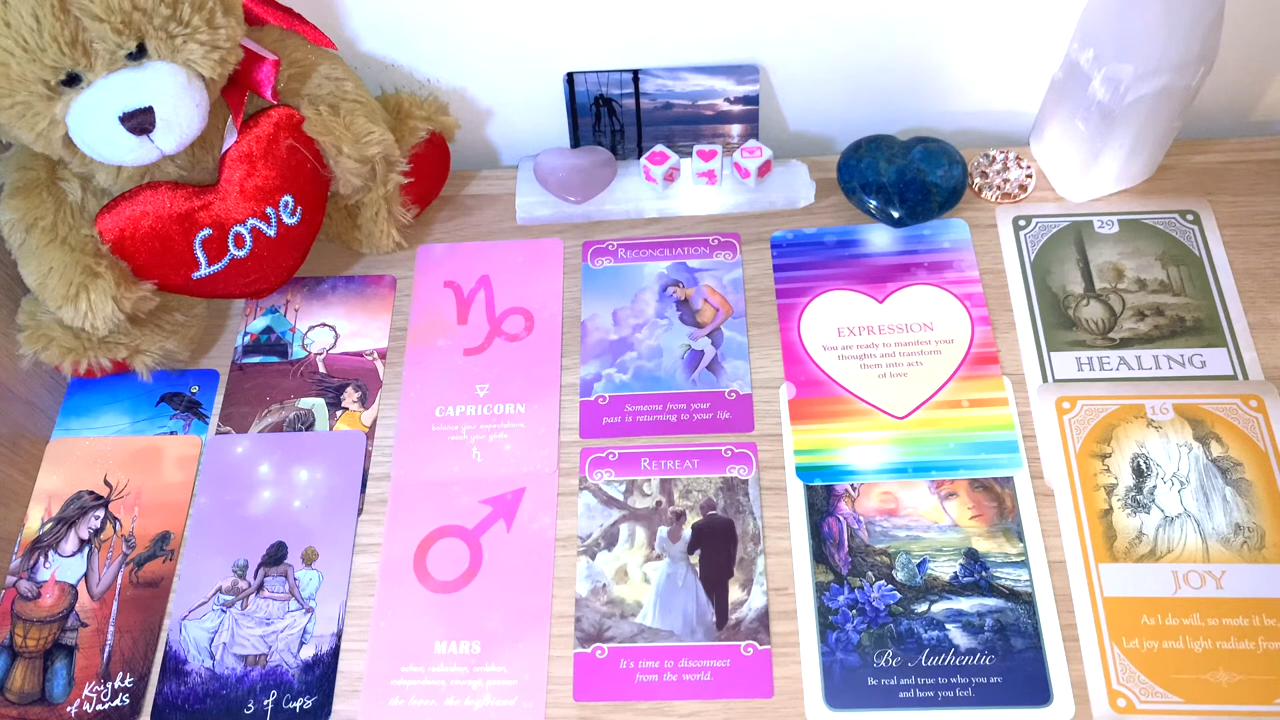 Love
Knight
of Wands
3 of Cups
CAPRICORN
balance your expectations,
reach your goals
MARS
action, realisation, ambition,
independence, courage, passion
the lover, the boyfriend
RECONCILIATION
Someone from your
past is returning to your life.
RETREAT
It's time to disconnect
from the world.
EXPRESSION
You are ready to manifest your
thoughts and transform
them into acts
of love
Be Authentic
Be real and true to who you are
and how you feel.
29
HEALING
16
JOY
As I do will, so mote it be,
Let joy and light radiate from